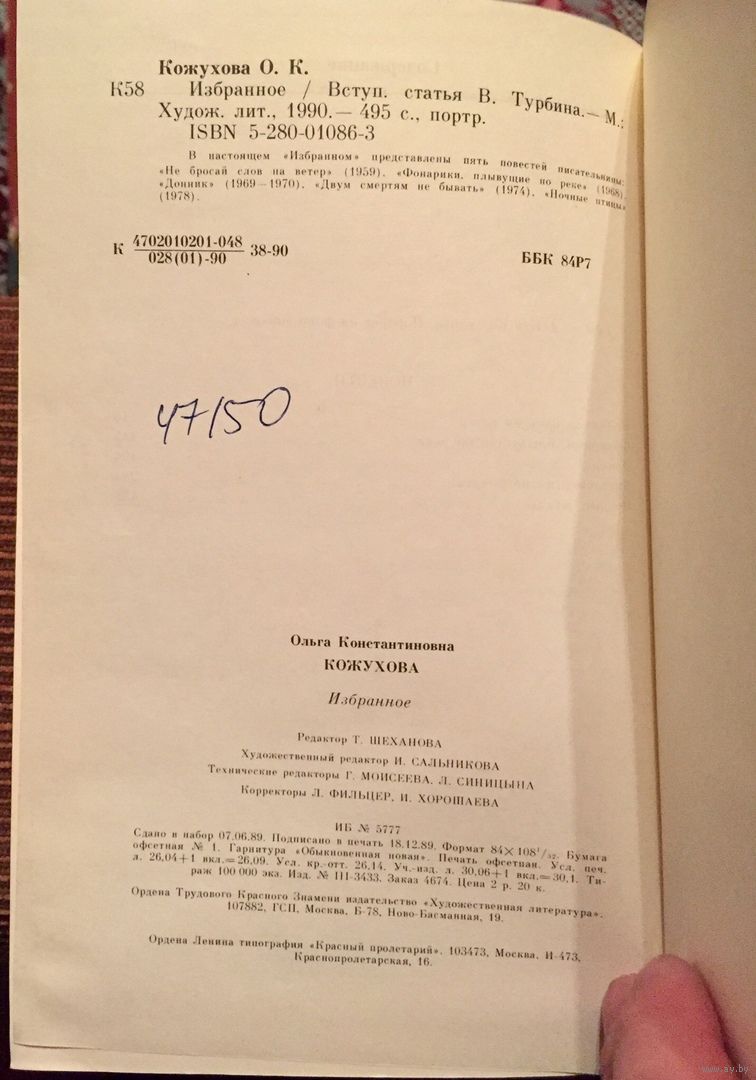 Кожухова О. К.
К58 Избранное / Вступ. статья В. Турбина.— М.:
Худож. лит., 1990.— 495 с., портр.
ISBN 5-280-01086-3
В настоящем «Избранном» представлены пять повестей писательницы:
«Не бросай слов на ветер» (1959), «Фонарики, плывущие по реке» (1968),
«Донник» (1969—1970), «Двум смертям не бывать» (1974), «Ночные птицы»
(1978).
К 4702010201-048 38-90
028(01)-90
ББК 84Р7
47/50
Ольга Константиновна
КОЖУХОВА
Избранное
Редактор Т. ШЕХАНОВА
Художественный редактор И. САЛЬНИКОВА
Технические редакторы Г. МОИСЕЕВА, Л. СИНИЦЫНА
Корректоры Л. ФИЛЬЦЕР, И. ХОРОШАЕВА
ИБ № 5777
Сдано в набор 07.06.89. Подписано в печать 18.12.89. Формат 84×108¹/₃₂. Бумага
офсетная № 1. Гарнитура «Обыкновенная новая». Печать офсетная. Усл. печ.
л. 26,04+1 вкл.=26,09. Усл. кр.-отт. 26,14. Уч.-изд. л. 30,06+1 вкл.=30,1. Ти-
раж 100 000 экз. Изд. № III-3433. Заказ 4674. Цена 2 р. 20 к.
Ордена Трудового Красного Знамени издательство «Художественная литература».
107882, ГСП, Москва, Б-78, Ново-Басманная, 19.
Ордена Ленина типография «Красный пролетарий». 103473, Москва, И-473,
Краснопролетарская, 16.
www.ay.by